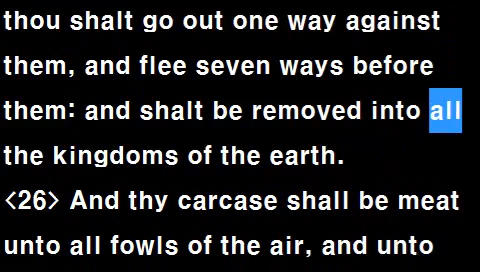 thou shalt go out one way against
them, and flee seven ways before
them: and shalt be removed into all
the kingdoms of the earth.
<26> And thy carcase shall be meat
unto all fowls of the air, and unto